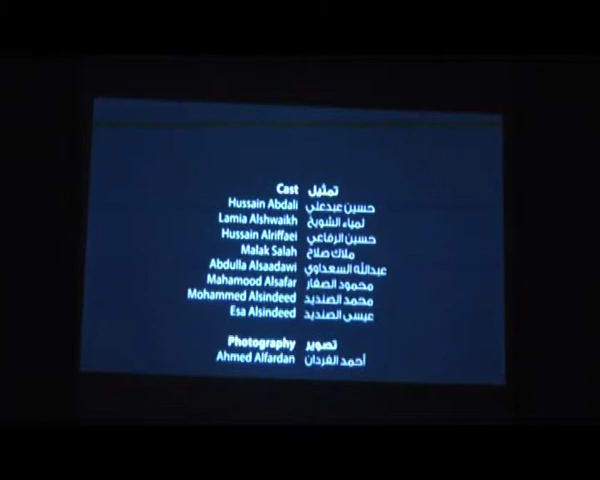 Cast تمثيل
Hussain Abdali حسين عبدعلي
Lamia Alshwaikh لمياء الشويخ
Hussain Alriffaei حسين الرفاعي
Malak Salah ملاك صلاح
Abdulla Alsaadawi عبدالله السعداوي
Mahamood Alsafar محمود الصفار
Mohammed Alsindeed محمد الصنديد
Esa Alsindeed عيسى الصنديد
Photography تصوير
Ahmed Alfardan أحمد الفردان